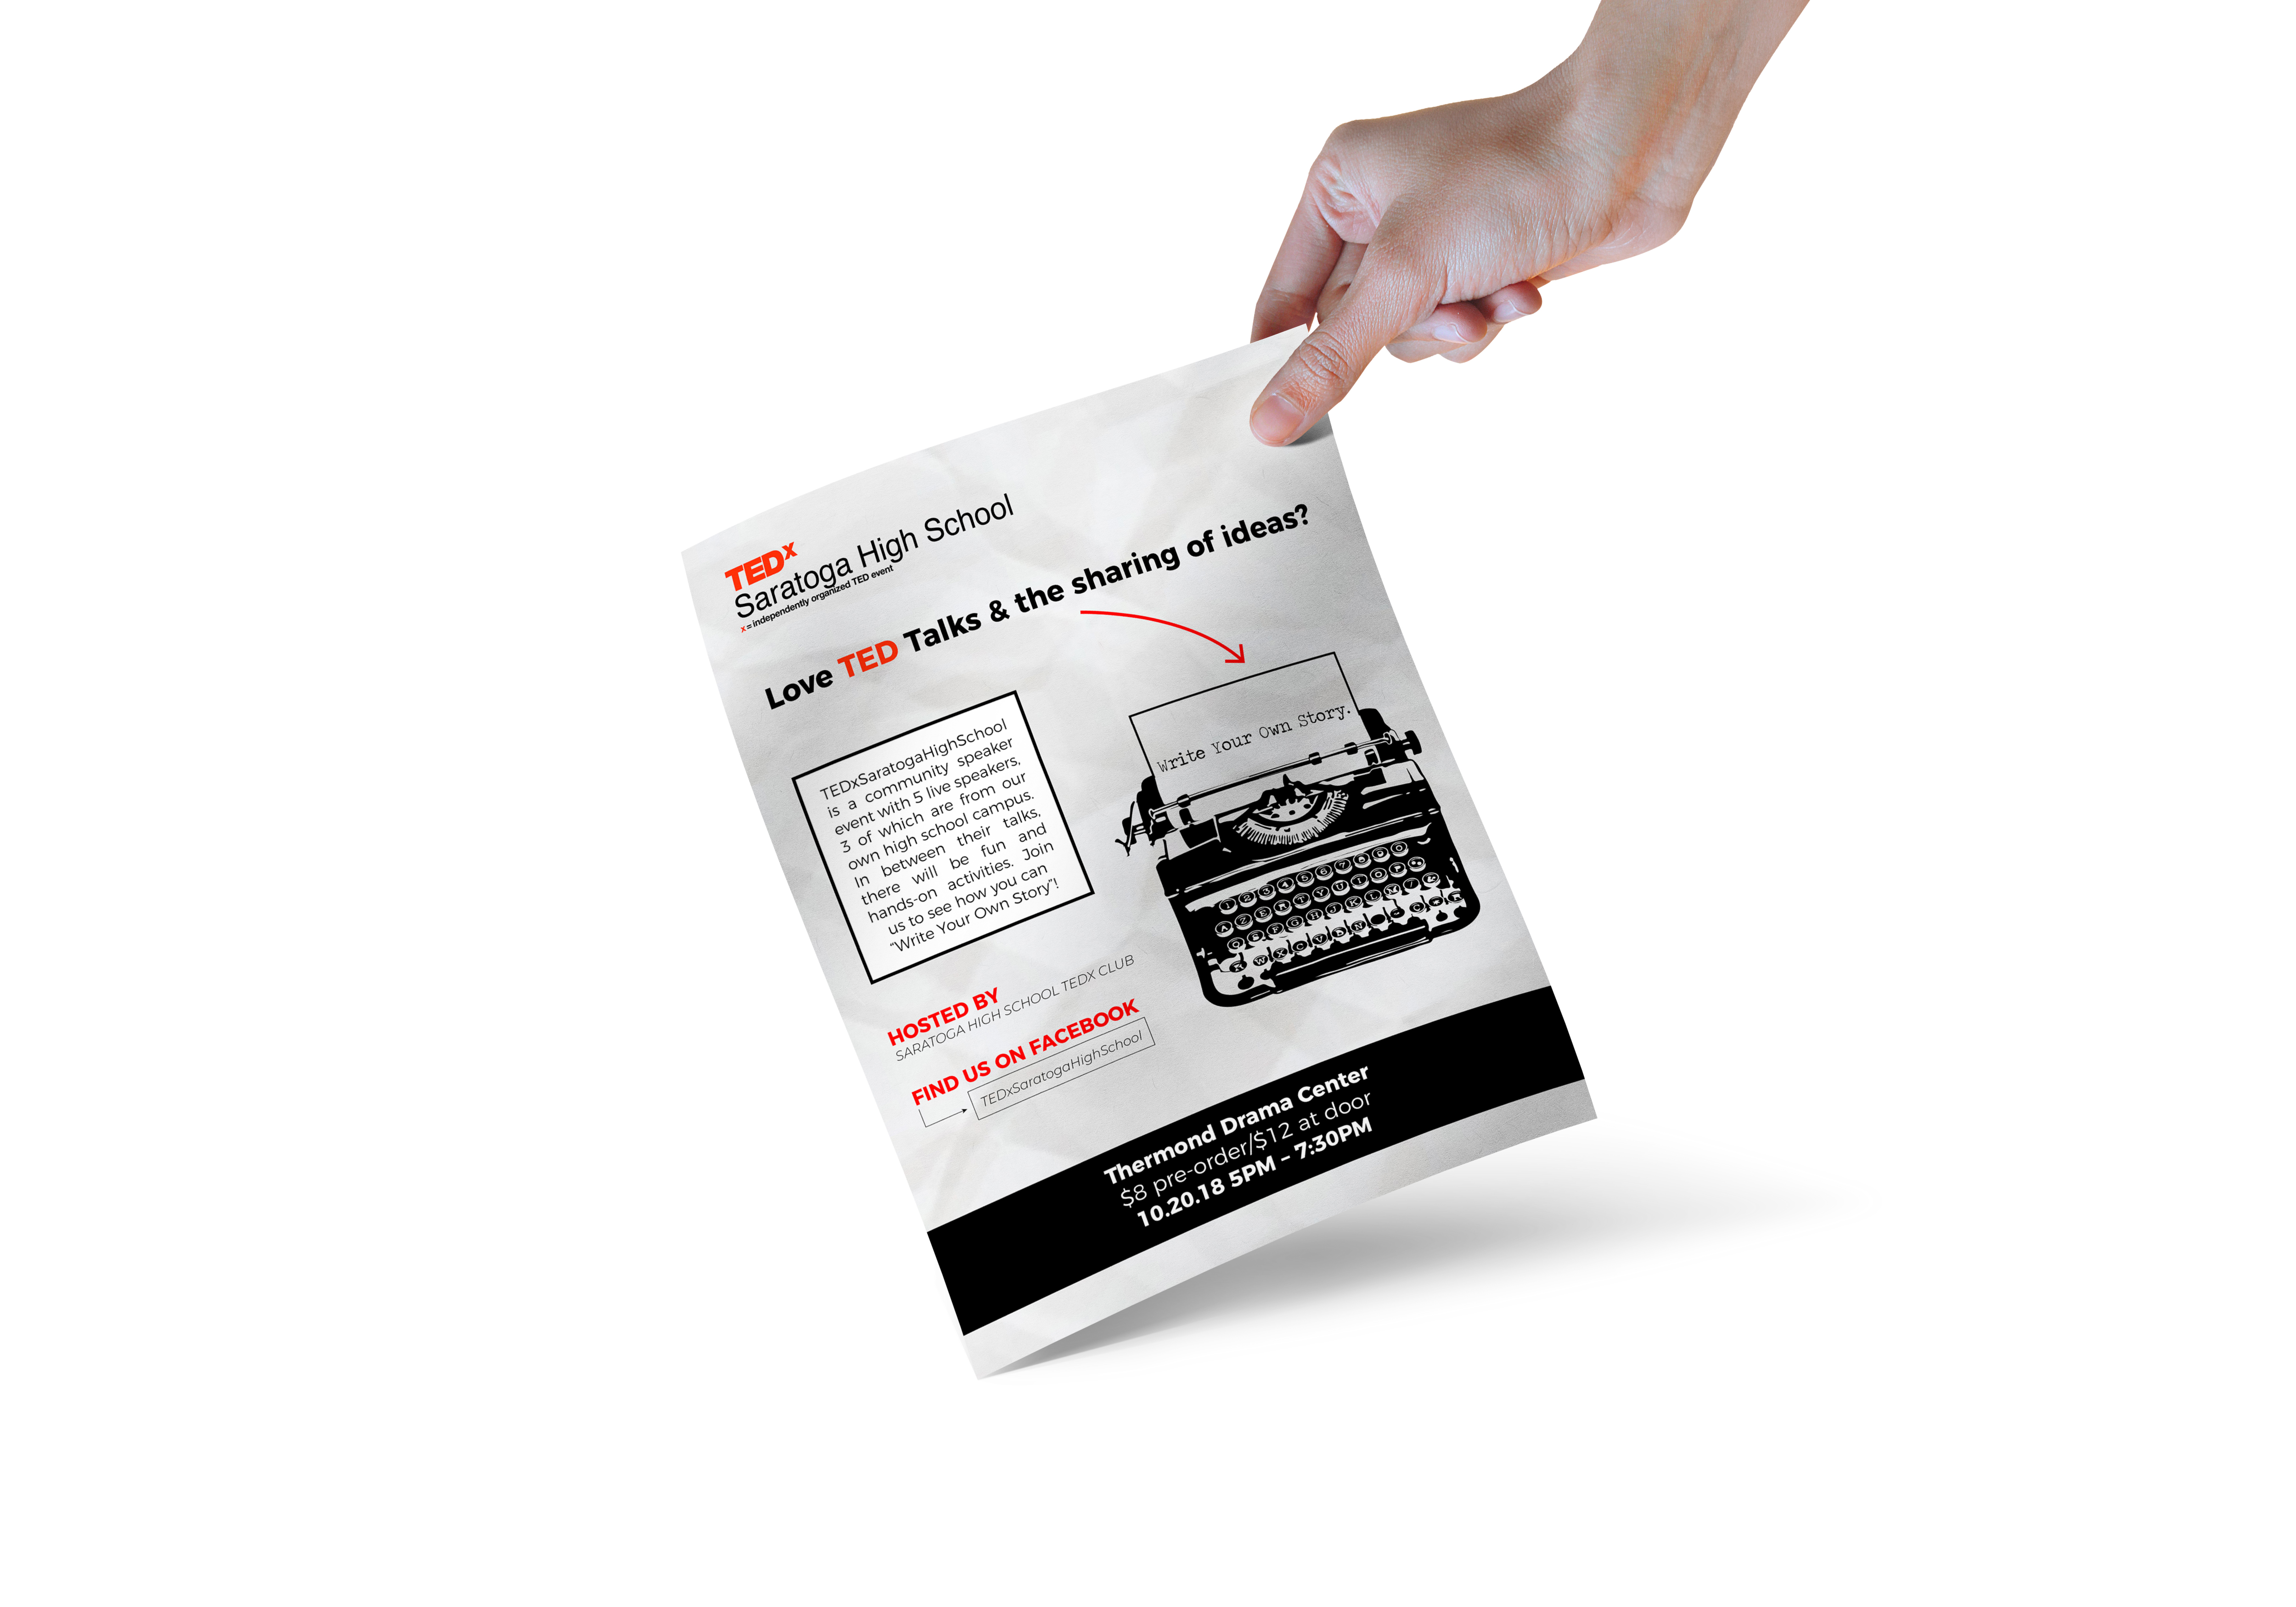 TEDx
Saratoga High School
x = independently organized TED event
Love TED Talks & the sharing of ideas?
Write Your Own Story.
TEDxSaratogaHighSchool
is a community speaker
event with 5 live speakers,
3 of which are from our
own high school campus.
In between their talks,
there will be fun and
hands-on activities. Join
us to see how you can
"Write Your Own Story"!
HOSTED BY
SARATOGA HIGH SCHOOL TEDX CLUB
FIND US ON FACEBOOK
TEDxSaratogaHighSchool
Thermond Drama Center
$8 pre-order/$12 at door
10.20.18 5PM - 7:30PM